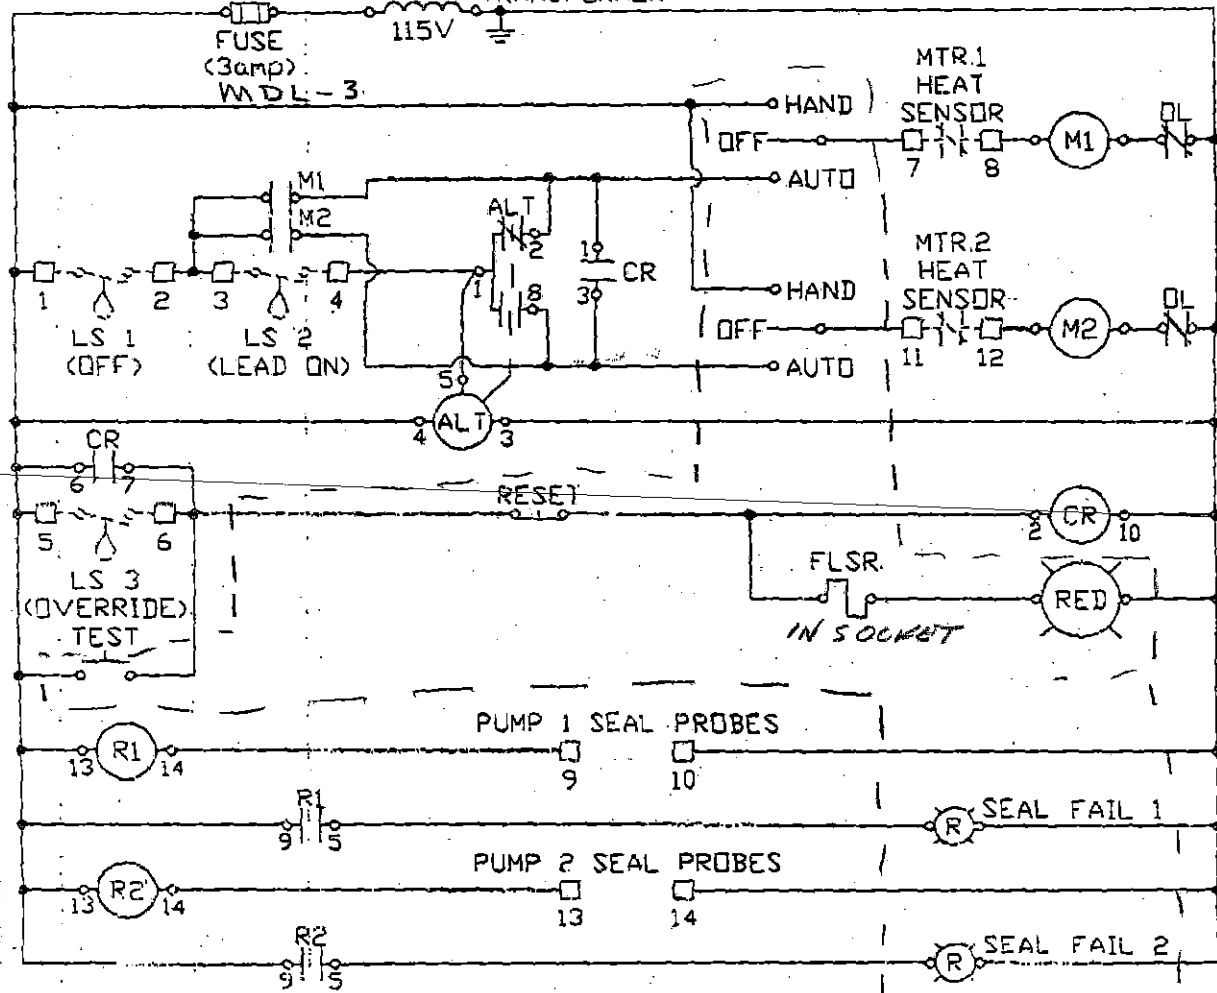 115V
FUSE
(3amp)
MDL-3
HAND
OFF
AUTO
MTR.1
HEAT
SENSOR
7
8
M1
OL
M1
M2
ALT
2
1
8
1
CR
3
1
2
3
4
LS 1
(OFF)
LS 2
(LEAD ON)
HAND
OFF
AUTO
MTR.2
HEAT
SENSOR
11
12
M2
OL
5
4
ALT
3
CR
6
7
5
6
LS 3
(OVERRIDE)
TEST
RESET
2
CR
10
FLSR
IN SOCKET
RED
PUMP 1 SEAL PROBES
13
R1
14
9
10
R1
9
5
R
SEAL FAIL 1
PUMP 2 SEAL PROBES
13
R2
14
13
14
R2
9
5
R
SEAL FAIL 2